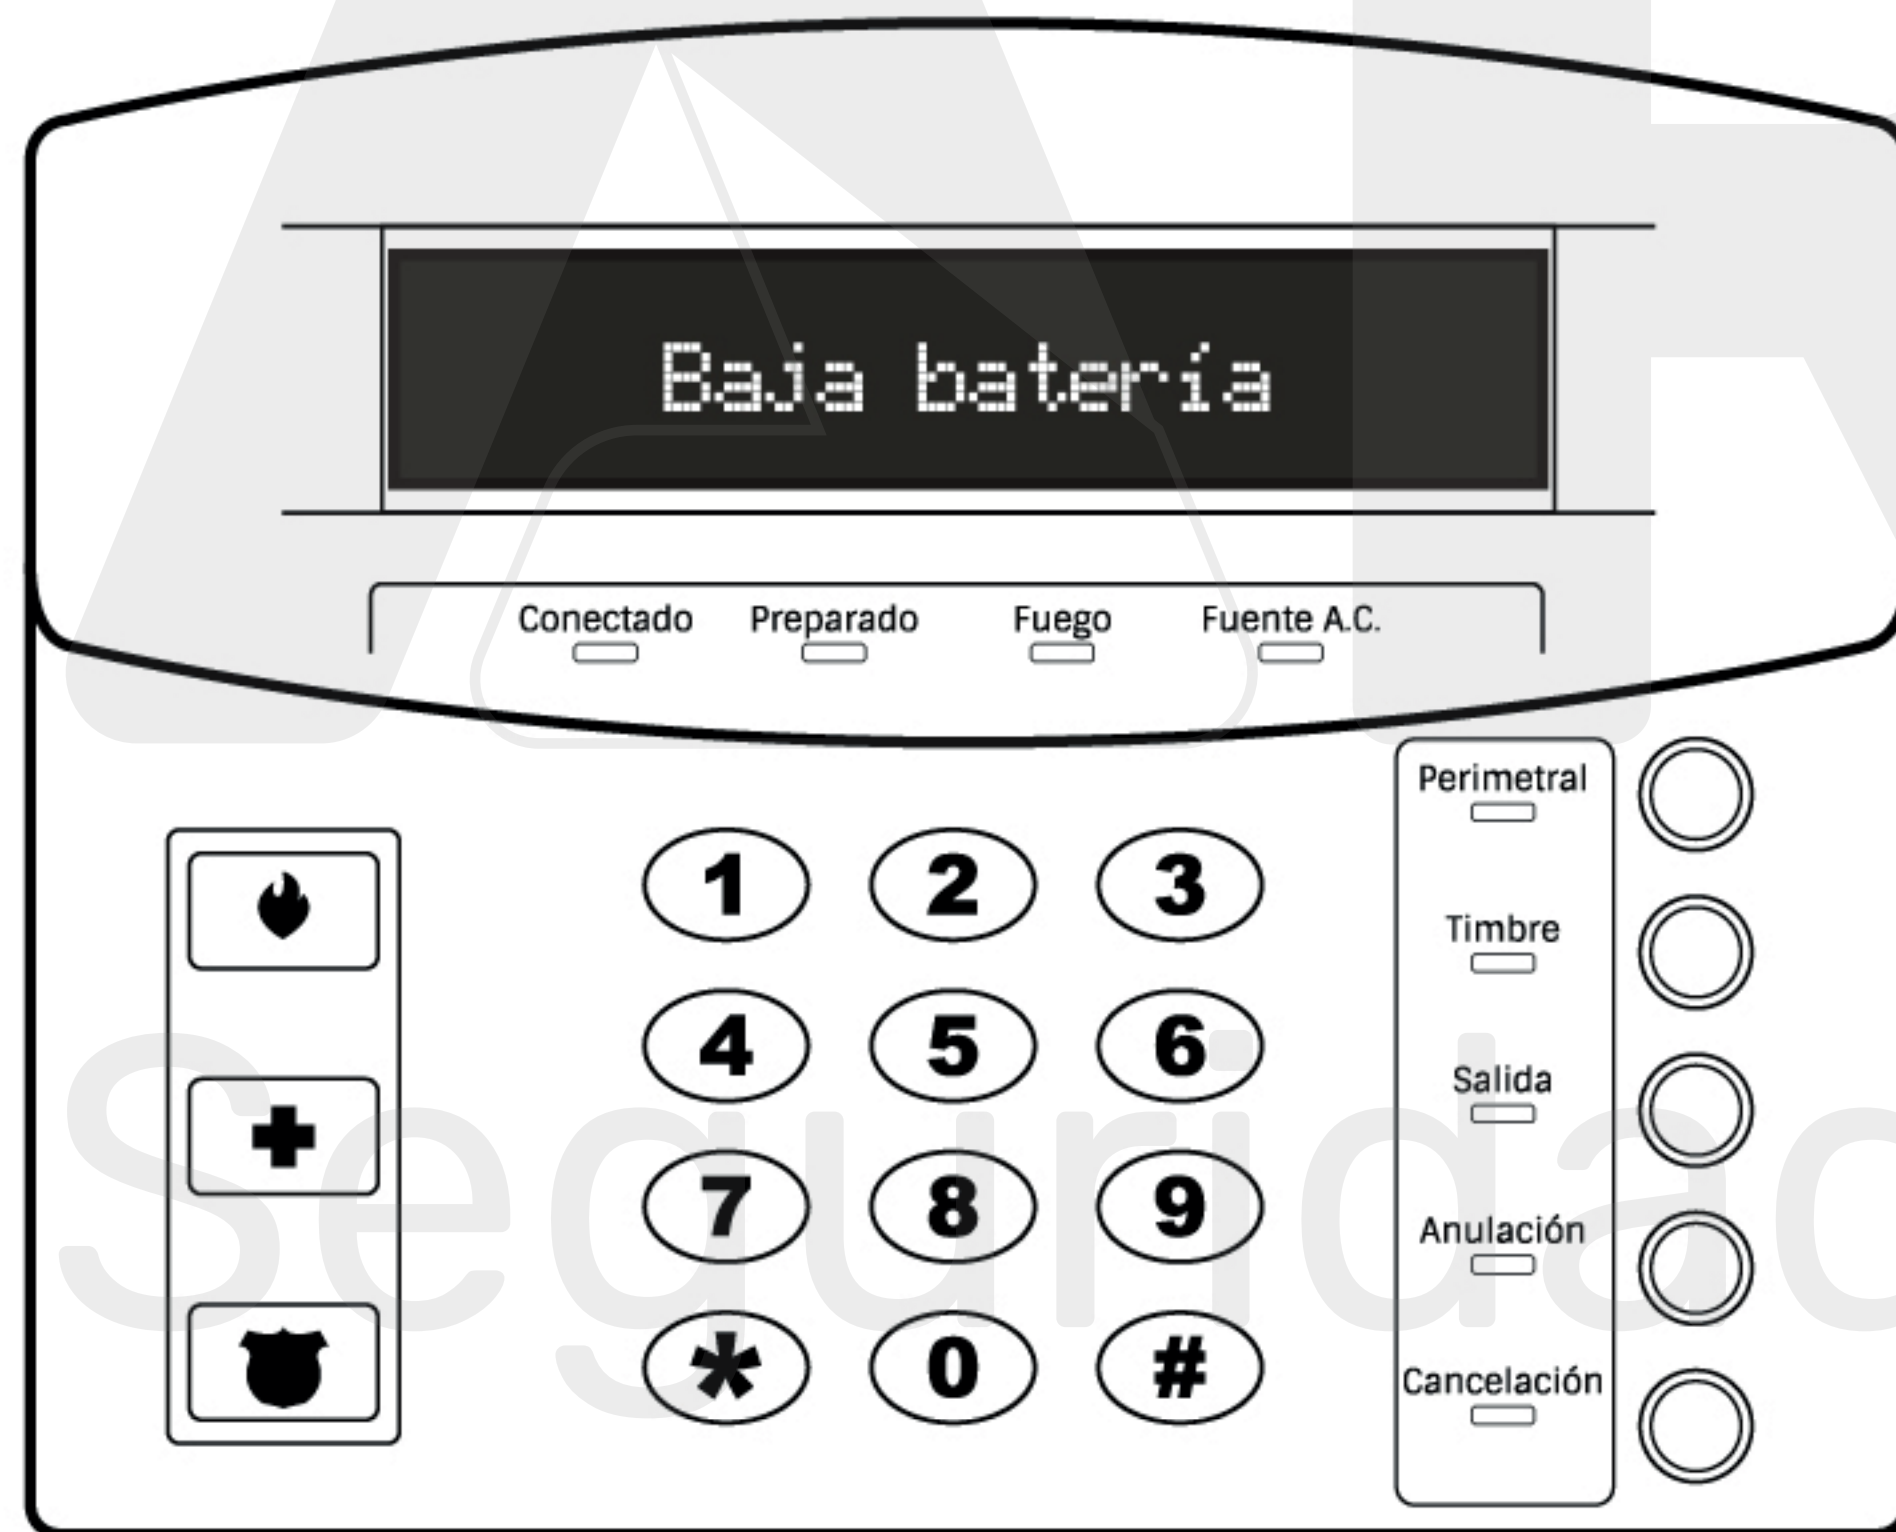 Baja batería
Conectado Preparado Fuego Fuente A.C.
Perimetral
1 2 3
Timbre
4 5 6
Salida
7 8 9
Anulación
* 0 #
Cancelación
Seguridad